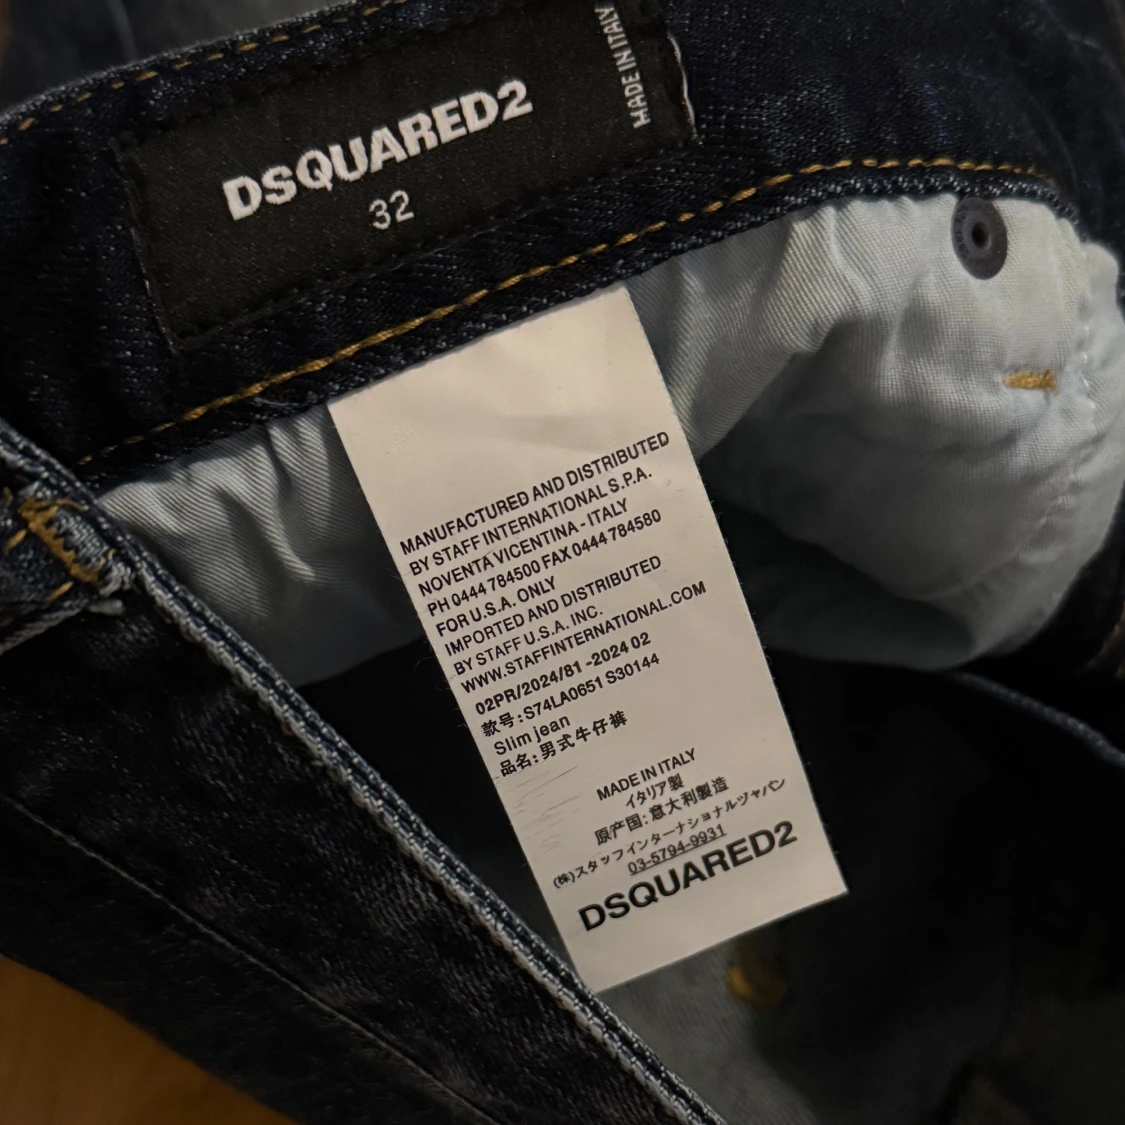 DSQUARED2
32
MADE IN ITALY
MANUFACTURED AND DISTRIBUTED
BY STAFF INTERNATIONAL S.P.A.
NOVENTA VICENTINA - ITALY
PH 0444 784500 FAX 0444 784580
FOR U.S.A. ONLY
IMPORTED AND DISTRIBUTED
BY STAFF U.S.A. INC.
WWW.STAFFINTERNATIONAL.COM
02PR/2024/81 -2024 02
款号:S74LA0651 S30144
Slim jean
品名:男式牛仔裤
MADE IN ITALY
イタリア製
原产国:意大利製造
(株)スタッフインターナショナルジャパン
03-5794-9931
DSQUARED2